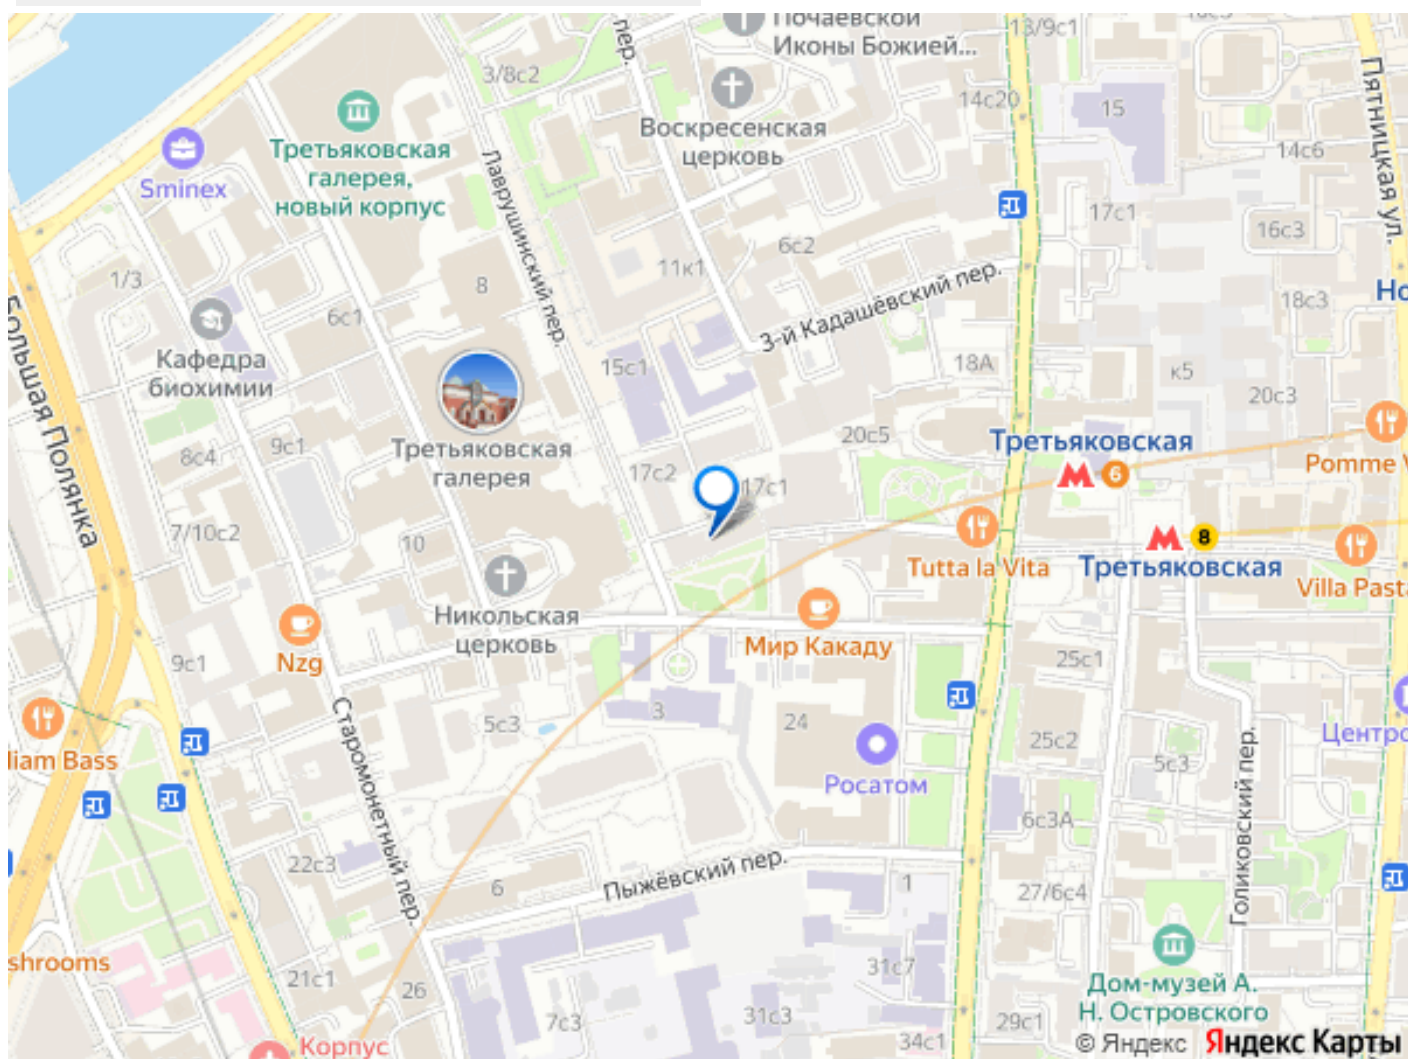 Почаевской
Иконы Божией...
13/9с1
пер.
3/8с2
14с20
15
Пятницкая ул.
Воскресенская
церковь
14с6
Третьяковская
галерея,
новый корпус
Sminex
Лаврушинский пер.
17с1
16с3
6с2
11к1
1/3
8
6с1
3-й Кадашёвский пер.
Но
18с3
Большая Полянка
Кафедра
биохимии
15с1
18А
к5
20с3
9с1
8с4
Третьяковская
галерея
20с5
Третьяковская
6
Pomme V
17с2
17с1
7/10с2
10
8
Tutta la Vita
Третьяковская
Villa Pasta
Никольская
церковь
Мир Какаду
Nzg
9с1
25с1
Старомонетный пер.
5с3
3
24
25с2
Центро
liam Bass
Росатом
5с3
6с3А
Голиковский пер.
22с3
6
Пыжёвский пер.
1
27/6с4
shrooms
21с1
26
31с7
Дом-музей А.
Н. Островского
7с3
31с3
29с1
34с1
Корпус
© Яндекс Яндекс Карты